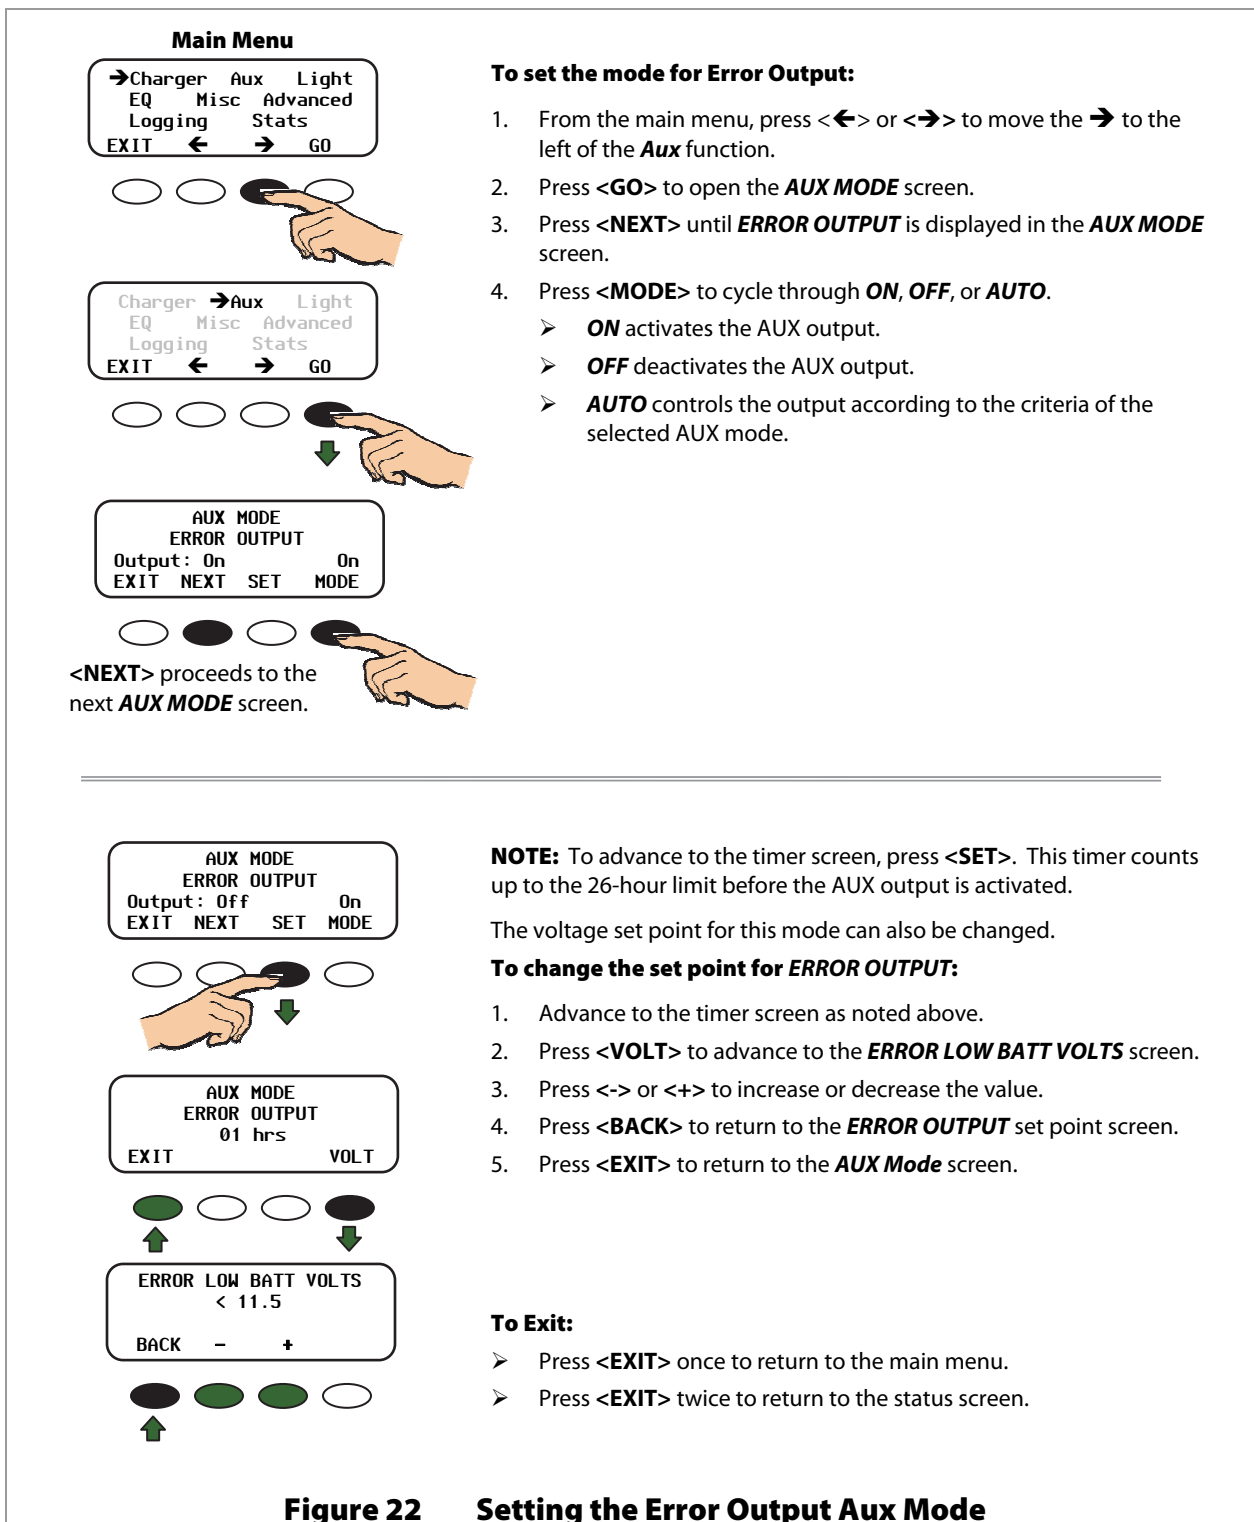 Main Menu
➔Charger Aux Light
EQ Misc Advanced
Logging Stats
EXIT ← → GO
To set the mode for Error Output:
1. From the main menu, press <←> or <→> to move the ➔ to the
left of the Aux function.
2. Press <GO> to open the AUX MODE screen.
3. Press <NEXT> until ERROR OUTPUT is displayed in the AUX MODE
screen.
4. Press <MODE> to cycle through ON, OFF, or AUTO.
➢ ON activates the AUX output.
➢ OFF deactivates the AUX output.
➢ AUTO controls the output according to the criteria of the
selected AUX mode.
Charger ➔Aux Light
EQ Misc Advanced
Logging Stats
EXIT ← → GO
AUX MODE
ERROR OUTPUT
Output: On On
EXIT NEXT SET MODE
<NEXT> proceeds to the
next AUX MODE screen.
AUX MODE
ERROR OUTPUT
Output: Off On
EXIT NEXT SET MODE
NOTE: To advance to the timer screen, press <SET>. This timer counts
up to the 26-hour limit before the AUX output is activated.
The voltage set point for this mode can also be changed.
To change the set point for ERROR OUTPUT:
1. Advance to the timer screen as noted above.
2. Press <VOLT> to advance to the ERROR LOW BATT VOLTS screen.
3. Press <-> or <+> to increase or decrease the value.
4. Press <BACK> to return to the ERROR OUTPUT set point screen.
5. Press <EXIT> to return to the AUX Mode screen.
AUX MODE
ERROR OUTPUT
01 hrs
EXIT VOLT
ERROR LOW BATT VOLTS
< 11.5
BACK - +
To Exit:
➢ Press <EXIT> once to return to the main menu.
➢ Press <EXIT> twice to return to the status screen.
Figure 22 Setting the Error Output Aux Mode